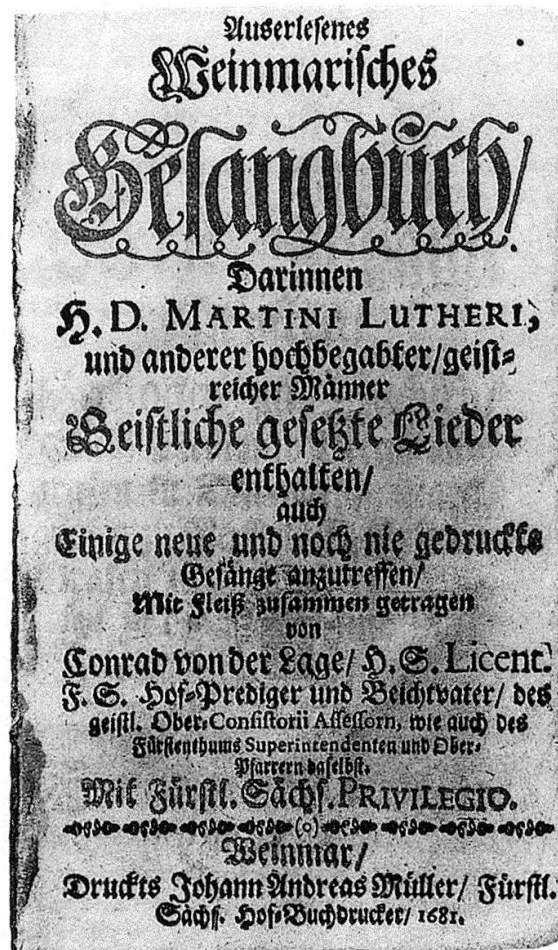 Auserlesenes
Weinmarisches
Gesangbuch/
Darinnen
H. D. MARTINI LUTHERI,
und anderer hochbegabter/geist-
reicher Männer
Geistliche gesetzte Lieder
enthalten/
auch
Einige neue und noch nie gedruckte
Gesänge anzutreffen/
Mit Fleiß zusammen getragen
von
Conrad von der Lage/ H. S. Licent.
F. S. Hof-Prediger und Beichtvater/ des
geistl. Ober-Consistorii Assessorn, wie auch des
Fürstenthums Superintendenten und Ober-
Pfarrern daselbst.
Mit Fürstl. Sächs. PRIVILEGIO.
(o)
Weinmar/
Druckts Johann Andreas Müller/ Fürstl.
Sächs. Hof-Buchdrucker/ 1681.